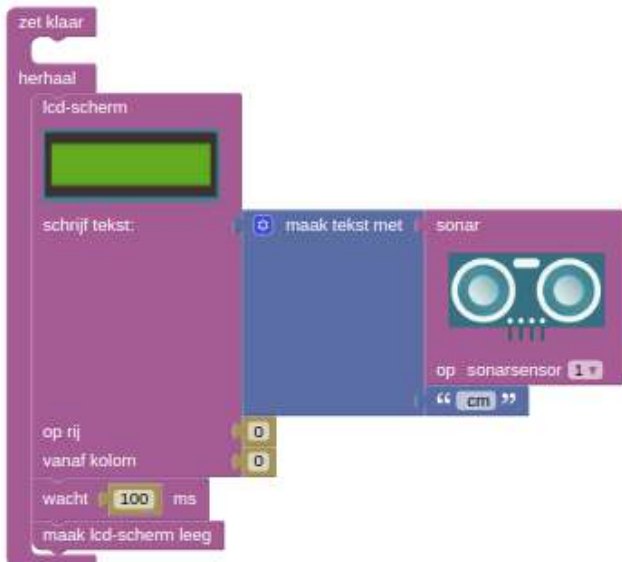 zet klaar
herhaal
lcd-scherm
schrijf tekst: maak tekst met sonar
op sonarsensor 1
“ cm ”
op rij 0
vanaf kolom 0
wacht 100 ms
maak lcd-scherm leeg